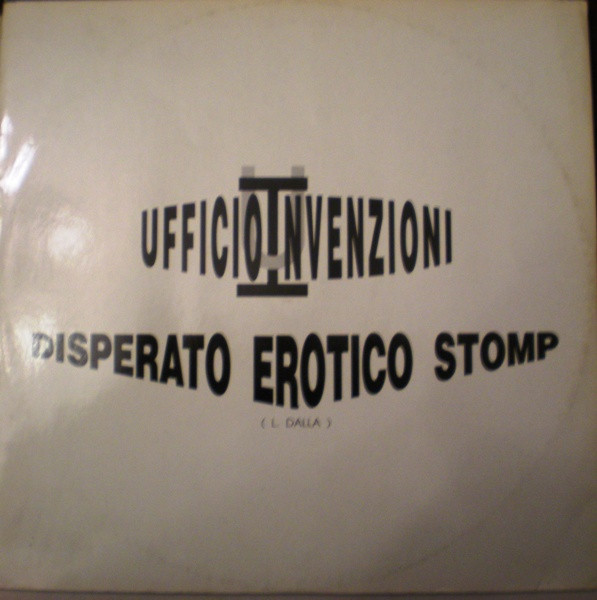 UFFICIO INVENZIONI
DISPERATO EROTICO STOMP
( L. DALLA )